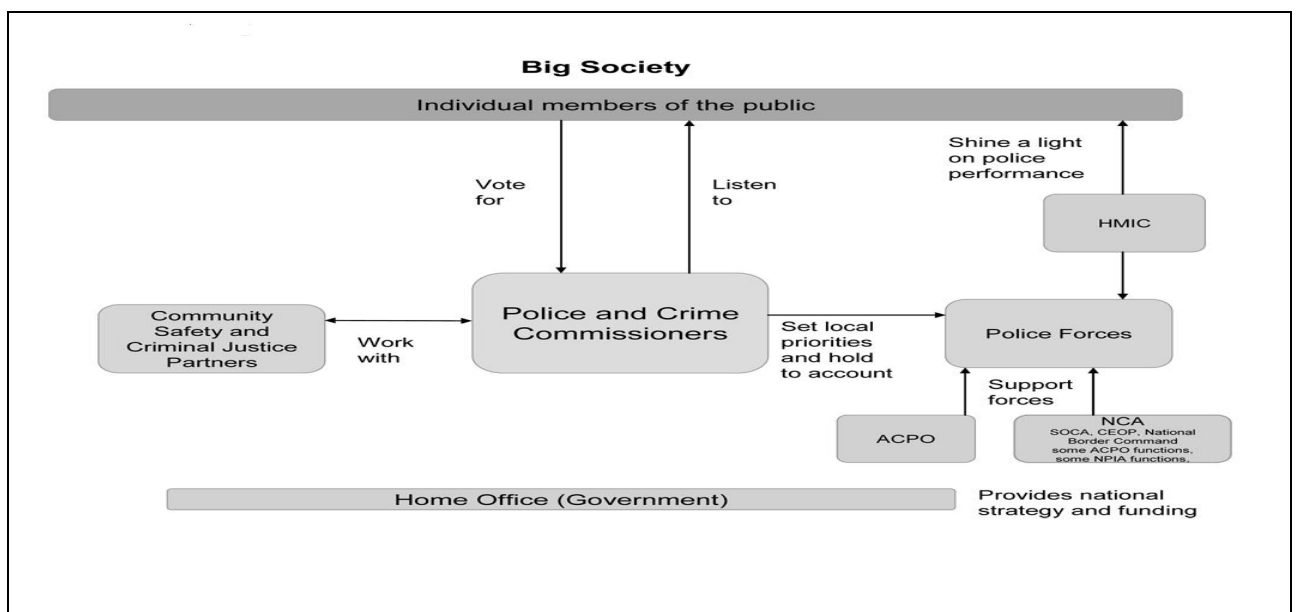 Big Society
Individual members of the public
Vote
for
Listen
to
Shine a light
on police
performance
HMIC
Community
Safety and
Criminal Justice
Partners
Work
with
Police and Crime
Commissioners
Set local
priorities
and hold
to account
Police Forces
Support
forces
ACPO
NCA
SOCA, CEOP, National
Border Command
some ACPO functions,
some NPIA functions,
Home Office (Government)
Provides national
strategy and funding